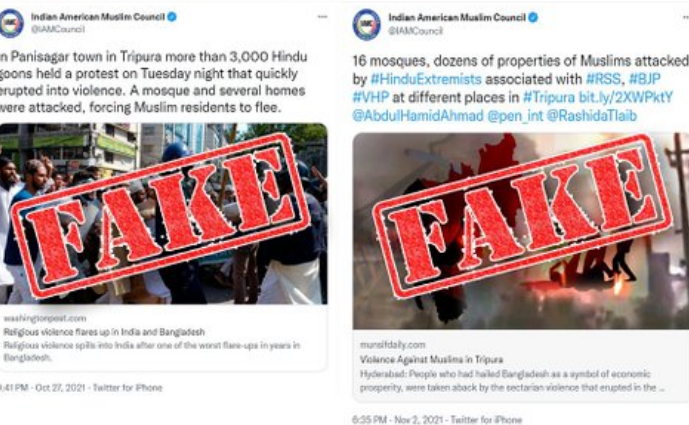 Indian American Muslim Council
@IAMCouncil
n Panisagar town in Tripura more than 3,000 Hindu
goons held a protest on Tuesday night that quickly
erupted into violence. A mosque and several homes
were attacked, forcing Muslim residents to flee.
FAKE
washingtonpost.com
Religious violence flares up in India and Bangladesh
Religious violence spills into India after one of the worst flare-ups in years in
Bangladesh.
:41 PM · Oct 27, 2021 · Twitter for iPhone
Indian American Muslim Council
@IAMCouncil
16 mosques, dozens of properties of Muslims attacked
by #HinduExtremists associated with #RSS, #BJP
#VHP at different places in #Tripura bit.ly/2XWPktY
@AbdulHamidAhmad @pen_int @RashidaTlaib
FAKE
munsifdaily.com
Violence Against Muslims in Tripura
Hyderabad: People who had hailed Bangladesh as a symbol of economic
prosperity, were taken aback by the sectarian violence that erupted in the ...
6:35 PM · Nov 2, 2021 · Twitter for iPhone